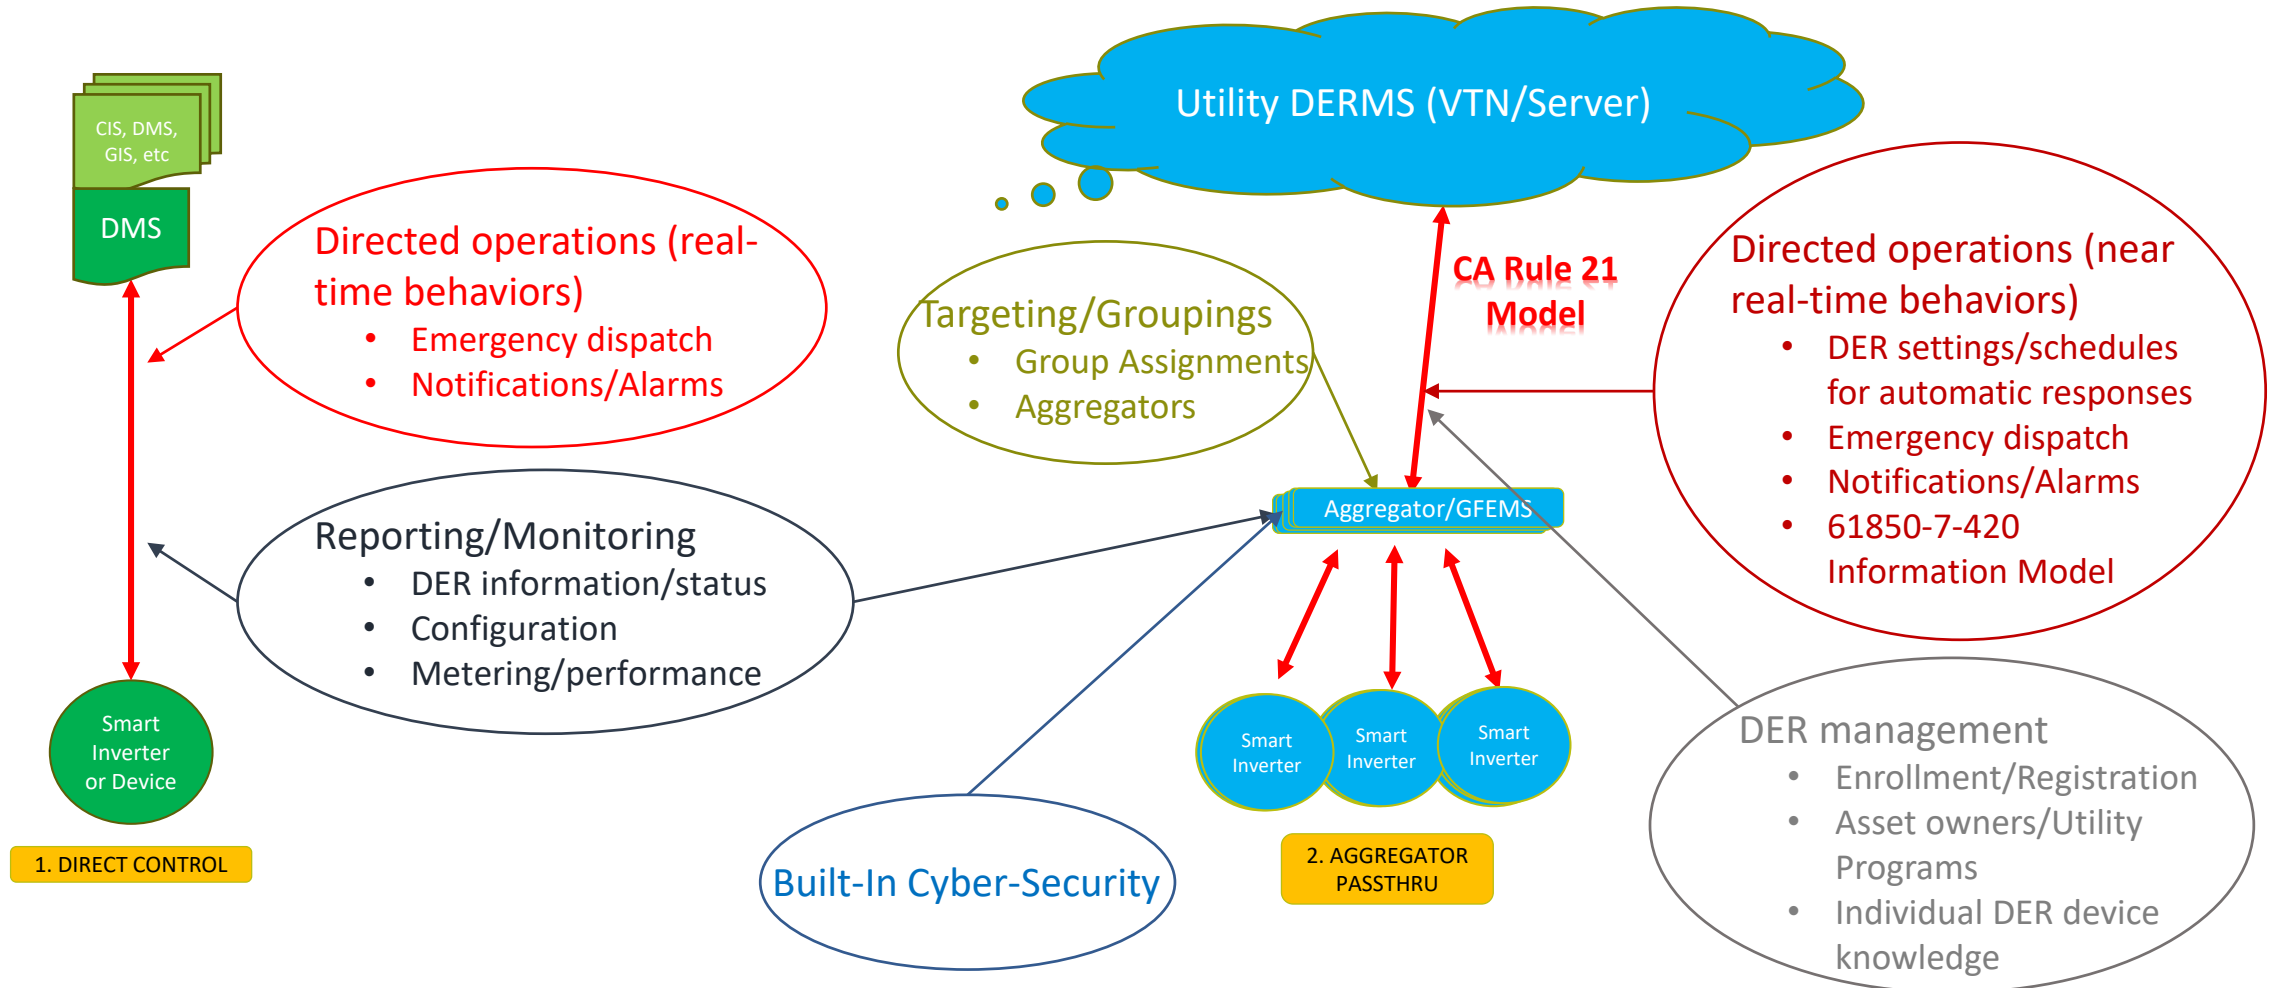 Utility DERMS (VTN/Server)
CIS, DMS,
GIS, etc
DMS
Directed operations (real-
time behaviors)
• Emergency dispatch
• Notifications/Alarms
Reporting/Monitoring
• DER information/status
• Configuration
• Metering/performance
Smart
Inverter
or Device
1. DIRECT CONTROL
Targeting/Groupings
• Group Assignments
• Aggregators
CA Rule 21
Model
Aggregator/GFEMS
Smart
Inverter
Smart
Inverter
Smart
Inverter
2. AGGREGATOR
PASSTHRU
Built-In Cyber-Security
Directed operations (near
real-time behaviors)
• DER settings/schedules
for automatic responses
• Emergency dispatch
• Notifications/Alarms
• 61850-7-420
Information Model
DER management
• Enrollment/Registration
• Asset owners/Utility
Programs
• Individual DER device
knowledge